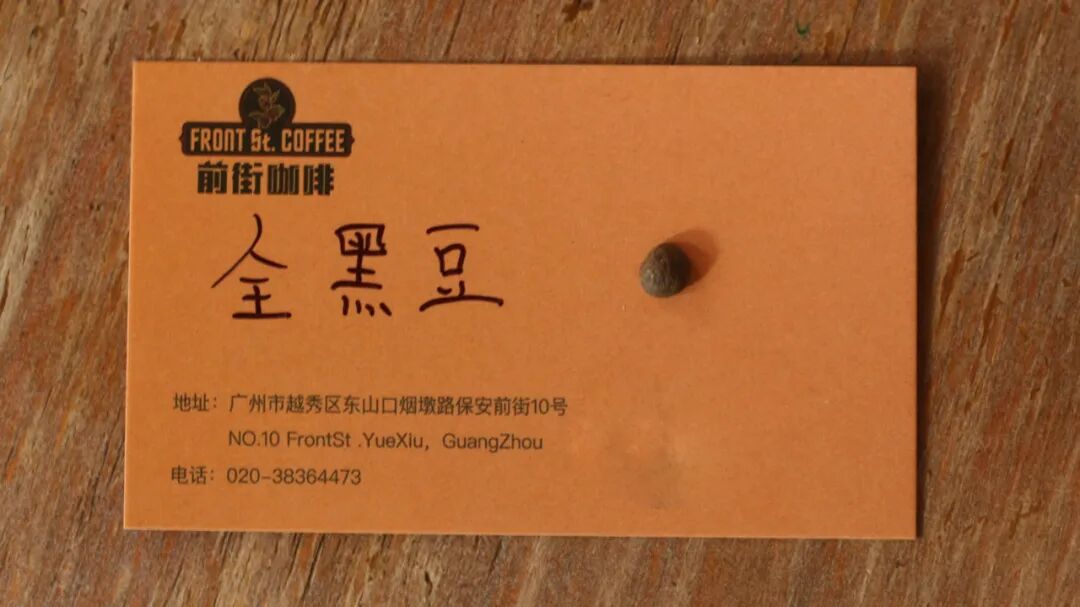 FRONT St. COFFEE
前街咖啡
全黑豆
地址：广州市越秀区东山口烟墩路保安前街10号
NO.10 FrontSt .YueXiu，GuangZhou
电话：020-38364473